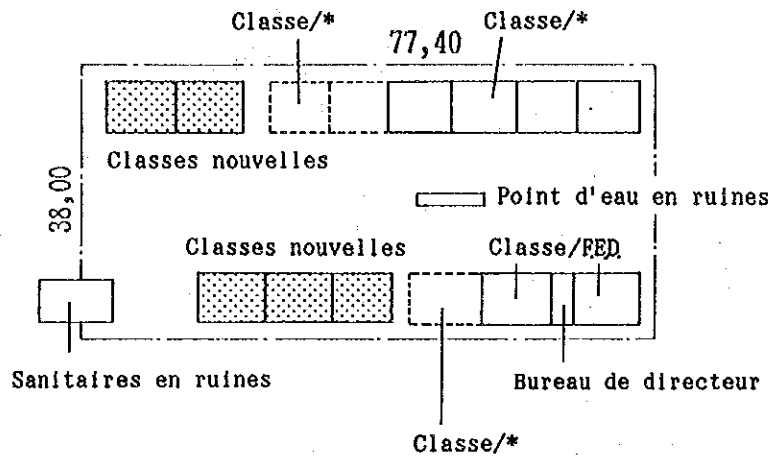 Classe/*
Classe/*
77,40
Classes nouvelles
38,00
Point d'eau en ruines
Classes nouvelles
Classe/FED
Sanitaires en ruines
Bureau de directeur
Classe/*